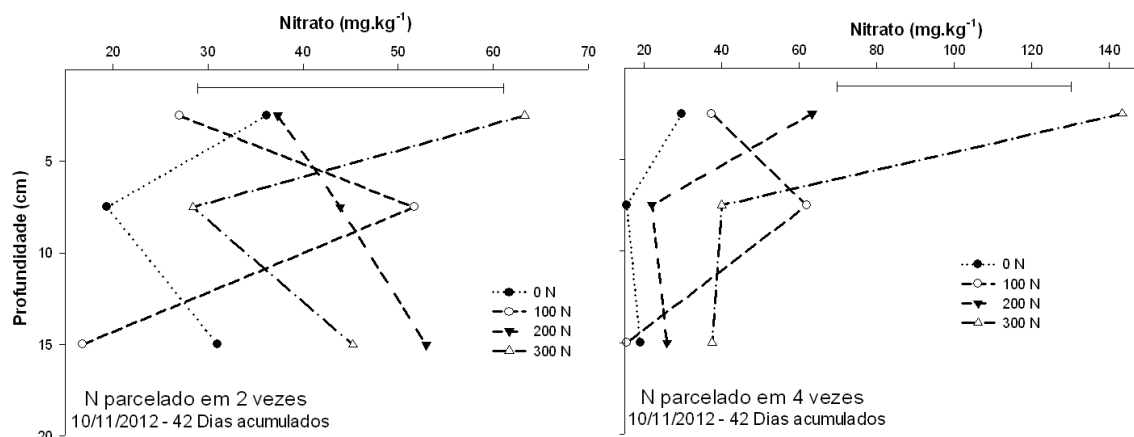 Nitrato (mg.kg-1)
20 30 40 50 60 70
Profundidade (cm)
5
10
15
20
0 N
100 N
200 N
300 N
N parcelado em 2 vezes
10/11/2012 - 42 Dias acumulados
Nitrato (mg.kg-1)
20 40 60 80 100 120 140
0 N
100 N
200 N
300 N
N parcelado em 4 vezes
10/11/2012 - 42 Dias acumulados